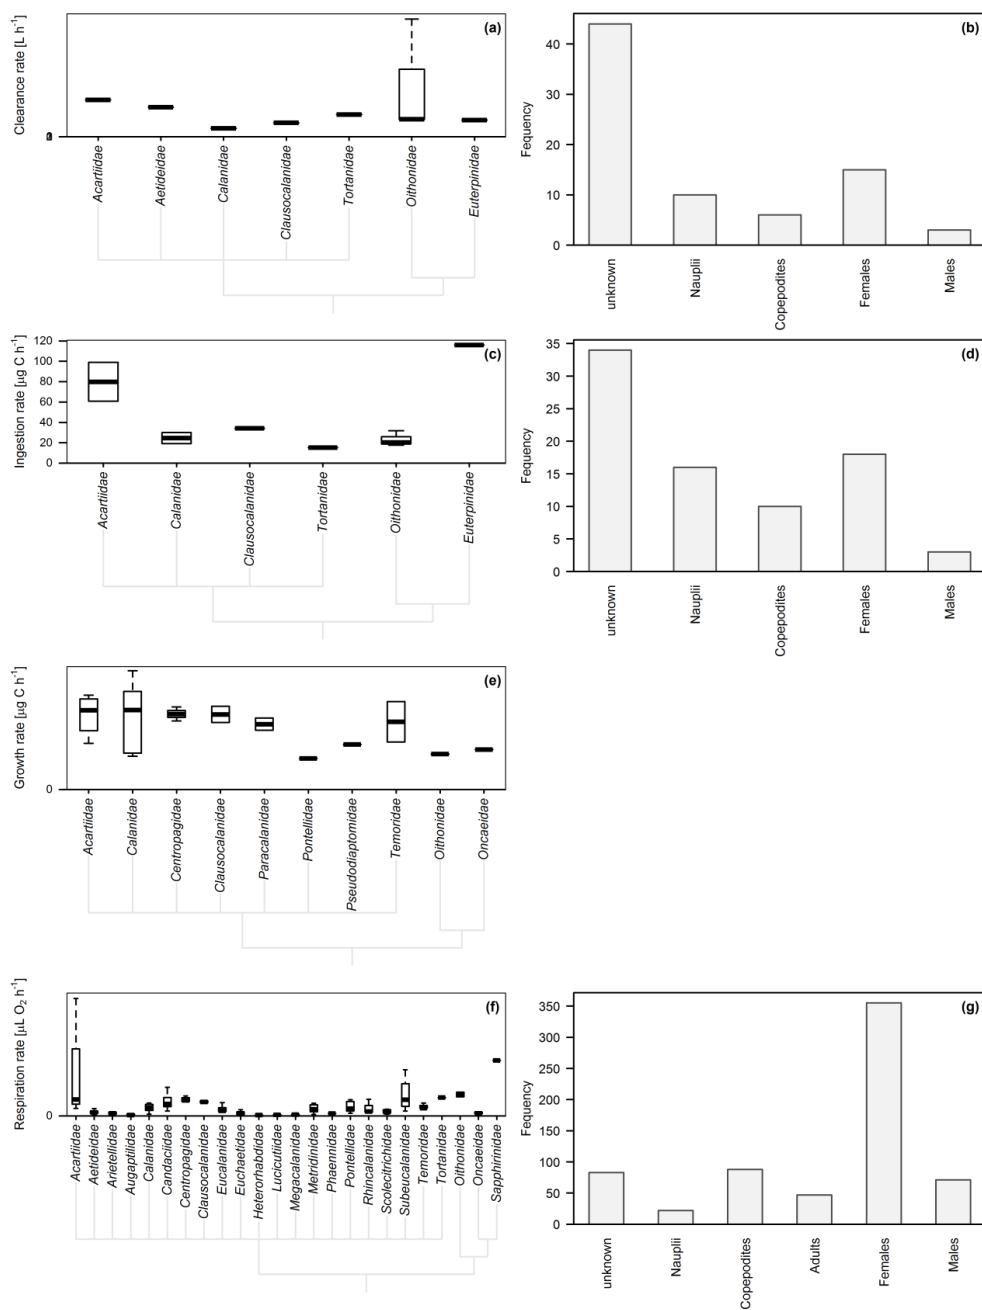 (a)
Clearance rate [L h⁻¹]
Acartiidae
Aetideidae
Calanidae
Clausocalanidae
Tortanidae
Oithonidae
Euterpinidae
(b)
Fequency
40
30
20
10
0
unknown
Nauplii
Copepodites
Females
Males
(c)
Ingestion rate [µg C h⁻¹]
120
100
80
60
40
20
0
Acartiidae
Calanidae
Clausocalanidae
Tortanidae
Oithonidae
Euterpinidae
(d)
Fequency
35
30
25
20
15
10
5
0
unknown
Nauplii
Copepodites
Females
Males
(e)
Growth rate [µg C h⁻¹]
0
Acartiidae
Calanidae
Centropagidae
Clausocalanidae
Paracalanidae
Pontellidae
Pseudodiaptomidae
Temoridae
Oithonidae
Oncaeidae
(f)
Respiration rate [µL O₂ h⁻¹]
0
Acartiidae
Aetideidae
Arietellidae
Augaptilidae
Calanidae
Candaciidae
Centropagidae
Clausocalanidae
Eucalanidae
Euchaetidae
Heterorhabdidae
Lucicutiidae
Megacalanidae
Metridinidae
Phaennidae
Pontellidae
Rhincalanidae
Scolecitrichidae
Subeucalanidae
Temoridae
Tortanidae
Oithonidae
Oncaeidae
Sapphirinidae
(g)
Fequency
350
300
250
200
150
100
50
0
unknown
Nauplii
Copepodites
Adults
Females
Males